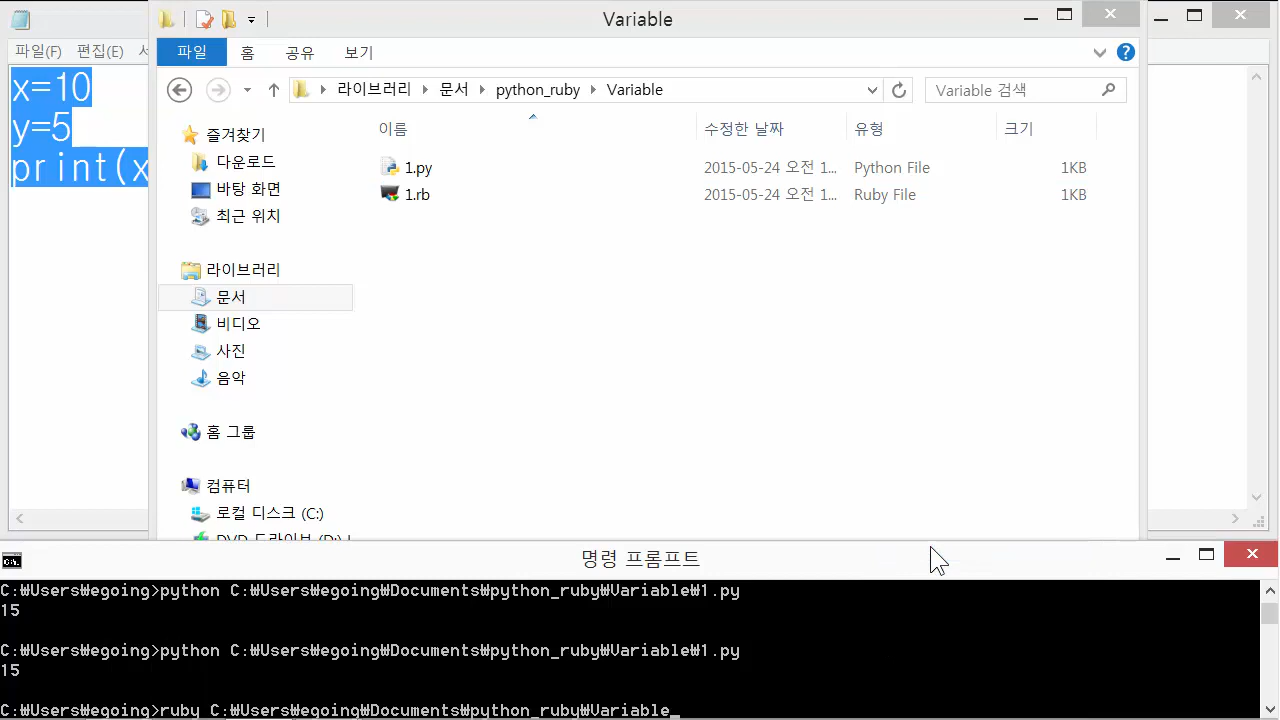 Variable
파일(F) 편집(E) 서
x=10
y=5
print(x
파일 홈 공유 보기
라이브러리 문서 python_ruby Variable
Variable 검색
이름 수정한 날짜 유형 크기
1.py 2015-05-24 오전 1... Python File 1KB
1.rb 2015-05-24 오전 1... Ruby File 1KB
즐겨찾기
다운로드
바탕 화면
최근 위치
라이브러리
문서
비디오
사진
음악
홈 그룹
컴퓨터
로컬 디스크 (C:)
DVD 드라이브 (D:) l
명령 프롬프트
C:₩Users₩egoing>python C:₩Users₩egoing₩Documents₩python_ruby₩Variable₩1.py
15
C:₩Users₩egoing>python C:₩Users₩egoing₩Documents₩python_ruby₩Variable₩1.py
15
C:₩Users₩egoing>ruby C:₩Users₩egoing₩Documents₩python_ruby₩Variable_